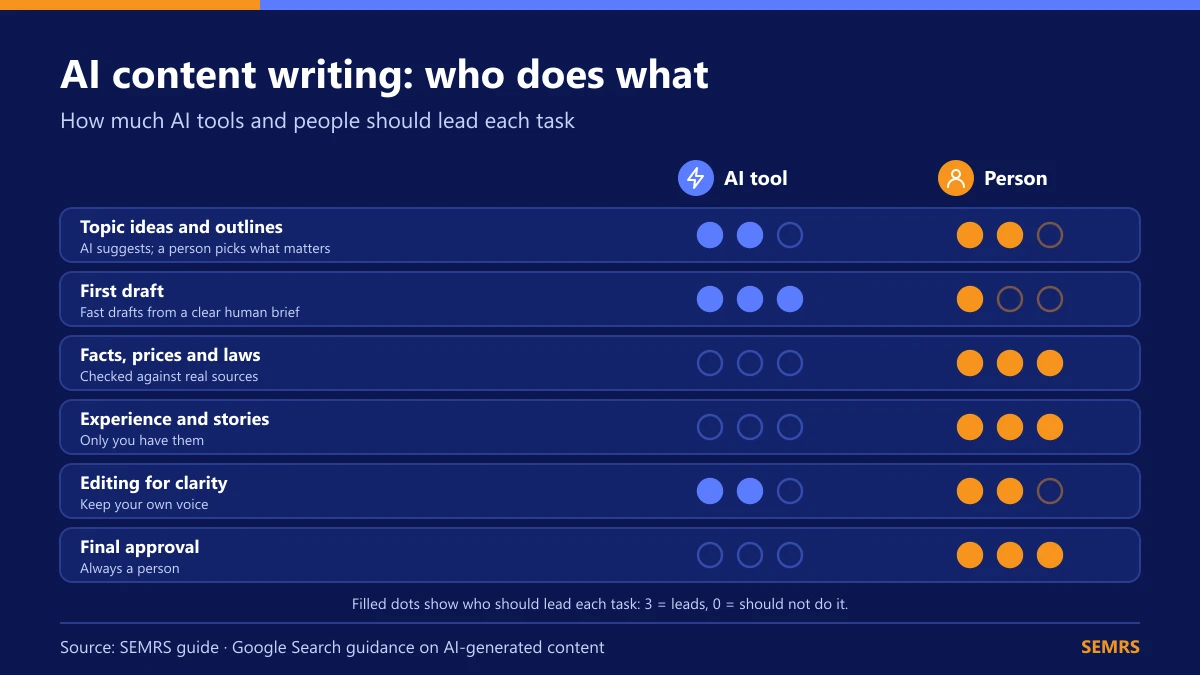 AI content writing: who does what
How much AI tools and people should lead each task
AI tool
Person
Topic ideas and outlines
AI suggests; a person picks what matters
First draft
Fast drafts from a clear human brief
Facts, prices and laws
Checked against real sources
Experience and stories
Only you have them
Editing for clarity
Keep your own voice
Final approval
Always a person
Filled dots show who should lead each task: 3 = leads, 0 = should not do it.
Source: SEMRS guide · Google Search guidance on AI-generated content
SEMRS